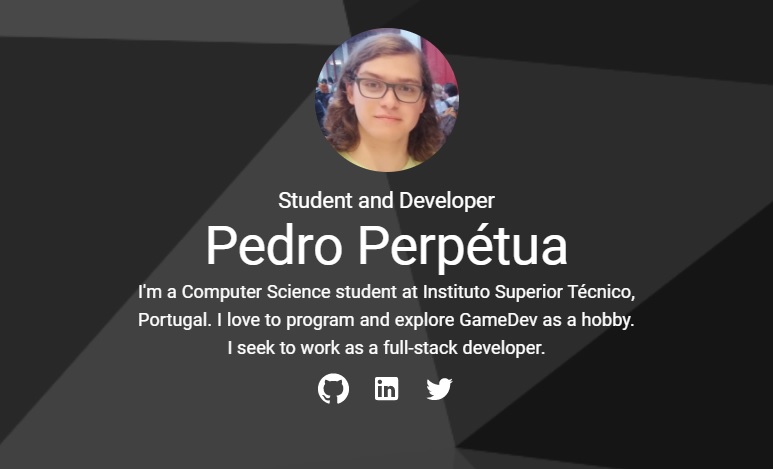 Student and Developer
Pedro Perpétua
I'm a Computer Science student at Instituto Superior Técnico,
Portugal. I love to program and explore GameDev as a hobby.
I seek to work as a full-stack developer.
in